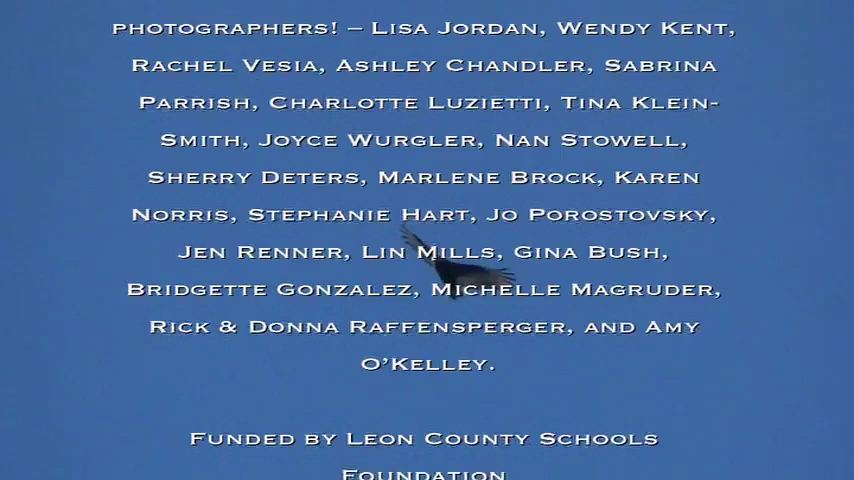 PHOTOGRAPHERS! – LISA JORDAN, WENDY KENT,
RACHEL VESIA, ASHLEY CHANDLER, SABRINA
PARRISH, CHARLOTTE LUZIETTI, TINA KLEIN-
SMITH, JOYCE WURGLER, NAN STOWELL,
SHERRY DETERS, MARLENE BROCK, KAREN
NORRIS, STEPHANIE HART, JO POROSTOVSKY,
JEN RENNER, LIN MILLS, GINA BUSH,
BRIDGETTE GONZALEZ, MICHELLE MAGRUDER,
RICK & DONNA RAFFENSPERGER, AND AMY
O’KELLEY.
FUNDED BY LEON COUNTY SCHOOLS
FOUNDATION